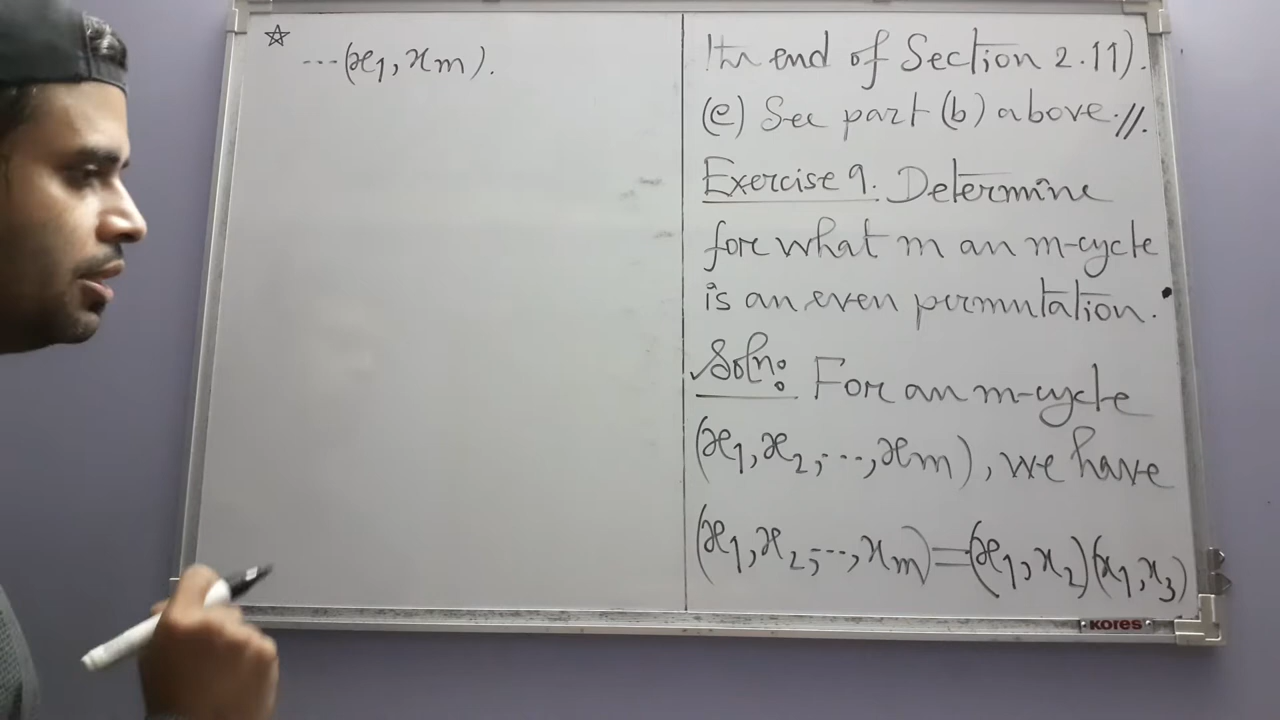 ☆
···(x₁, xₘ).
the end of Section 2.11).
(e) See part (b) above.//.
Exercise 9. Determine
for what m an m-cycle
is an even permutation.
Soln: For an m-cycle
(x₁, x₂, ···, xₘ), we have
(x₁, x₂, ···, xₘ) = (x₁, x₂)(x₁, x₃)
KORES